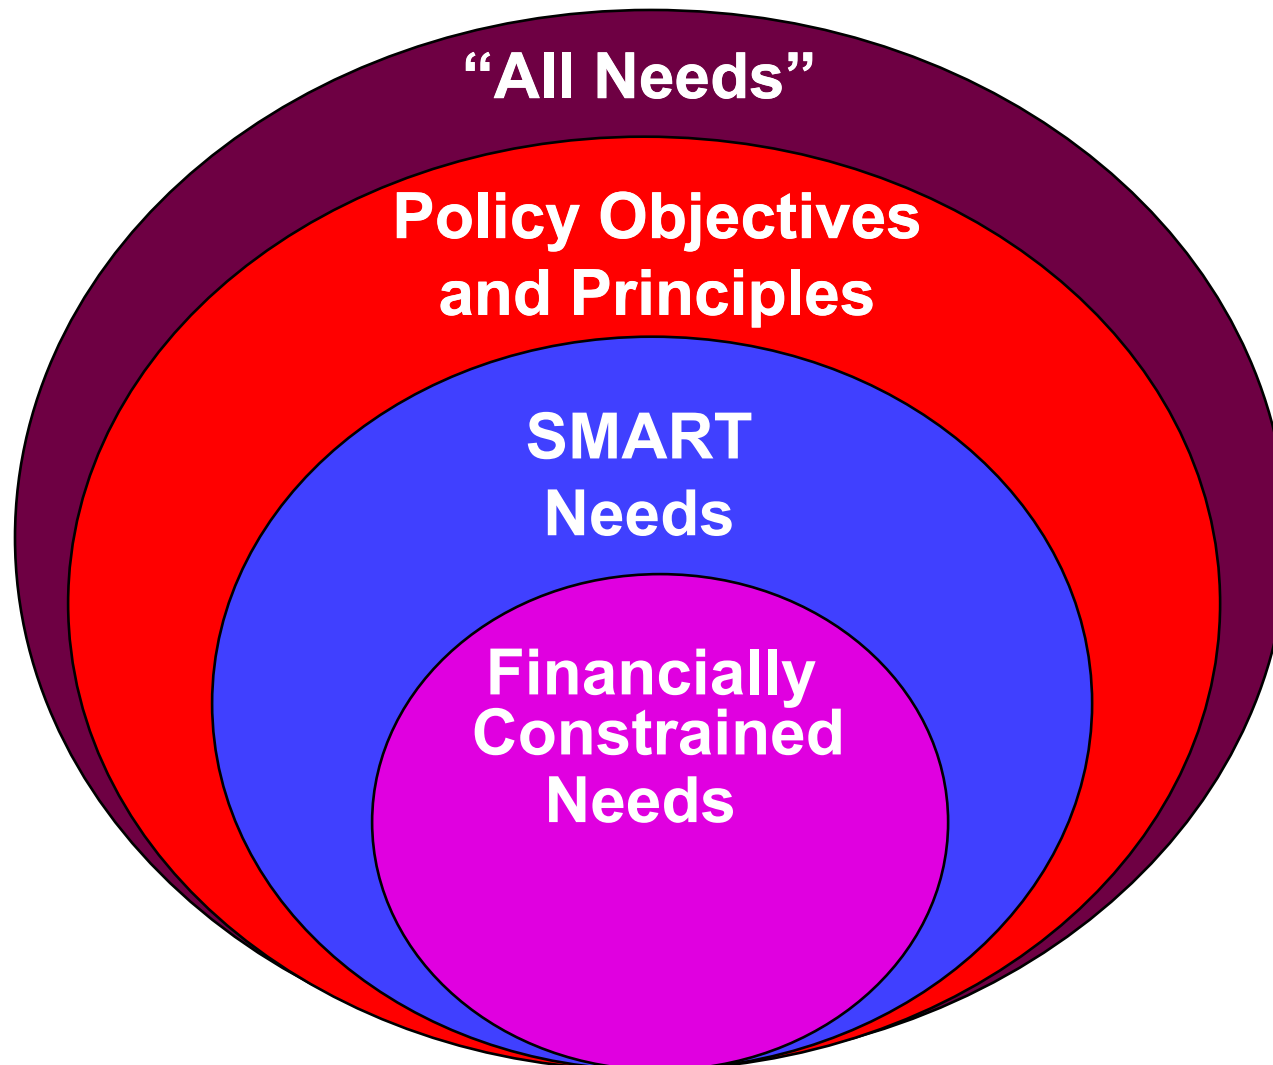 “All Needs”
Policy Objectives
and Principles
SMART
Needs
Financially
Constrained
Needs